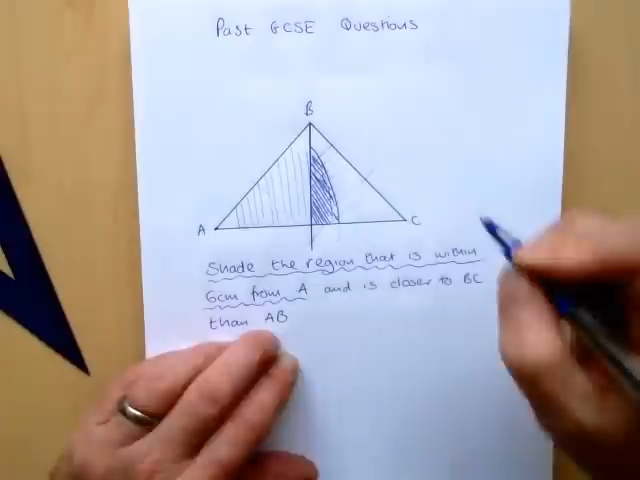 Past GCSE Questions
B
A
C
Shade the region that is within
6cm from A and is closer to BC
than AB